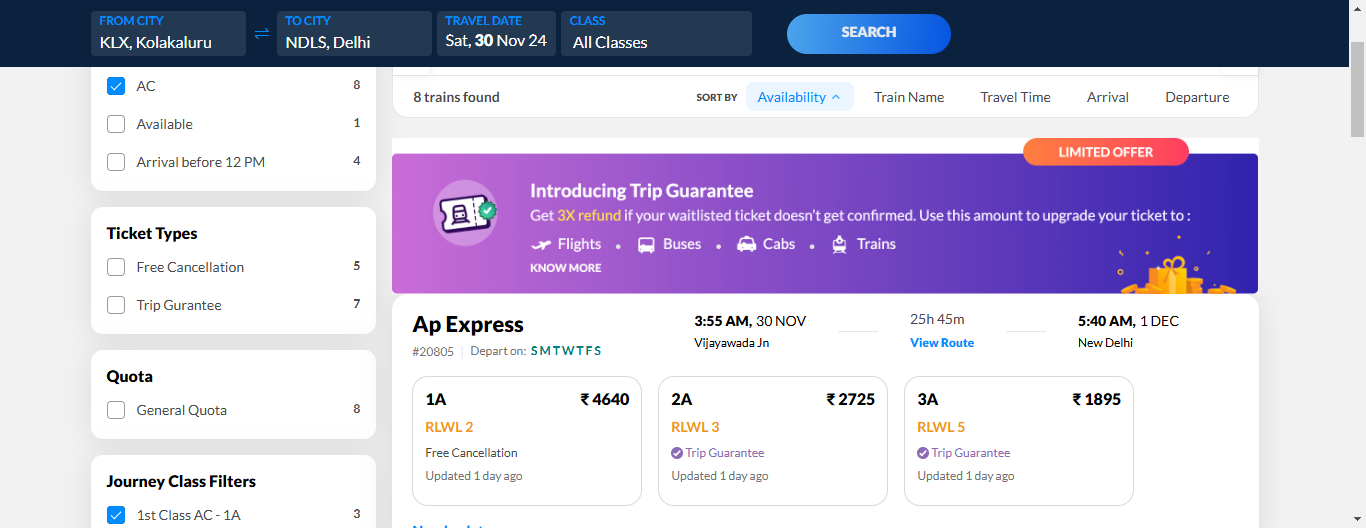 FROM CITY
KLX, Kolakaluru
TO CITY
NDLS, Delhi
TRAVEL DATE
Sat, 30 Nov 24
CLASS
All Classes
SEARCH
AC 8
Available 1
Arrival before 12 PM 4
Ticket Types
Free Cancellation 5
Trip Gurantee 7
Quota
General Quota 8
Journey Class Filters
1st Class AC - 1A 3
8 trains found
SORT BY Availability Train Name Travel Time Arrival Departure
LIMITED OFFER
Introducing Trip Guarantee
Get 3X refund if your waitlisted ticket doesn't get confirmed. Use this amount to upgrade your ticket to :
Flights • Buses • Cabs • Trains
KNOW MORE
Ap Express
#20805 | Depart on: S M T W T F S
3:55 AM, 30 NOV
Vijayawada Jn
25h 45m
View Route
5:40 AM, 1 DEC
New Delhi
1A ₹ 4640
RLWL 2
Free Cancellation
Updated 1 day ago
2A ₹ 2725
RLWL 3
Trip Guarantee
Updated 1 day ago
3A ₹ 1895
RLWL 5
Trip Guarantee
Updated 1 day ago